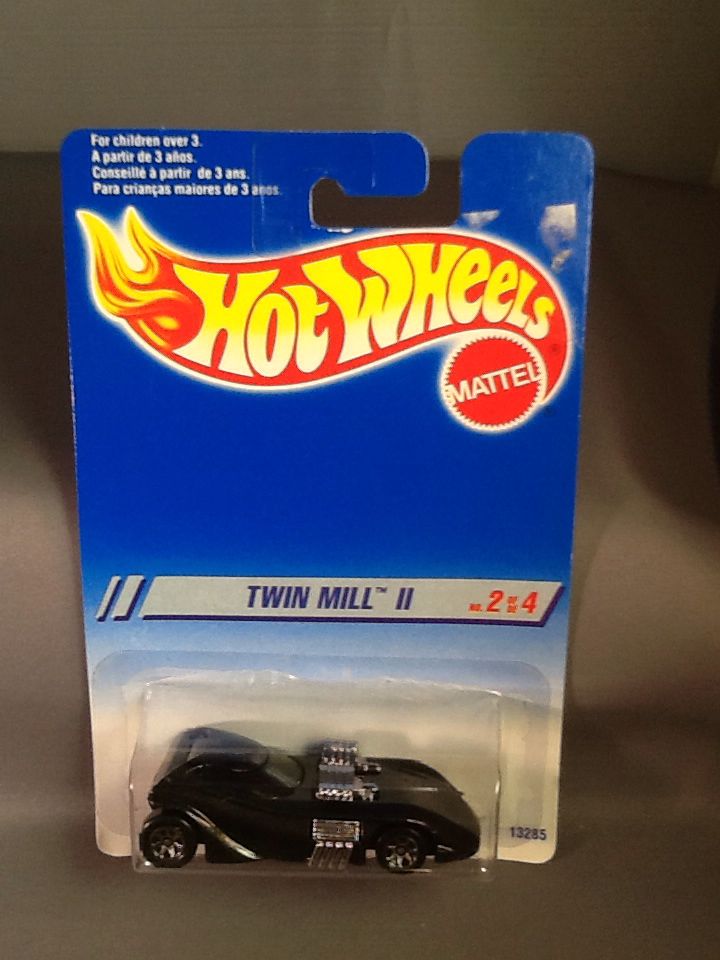 For children over 3.
A partir de 3 años.
Conseillé à partir de 3 ans.
Para crianças maiores de 3 anos.
HOT WHEELS®
MATTEL
TWIN MILL™ II
NO. 2 OF DE 4
13285